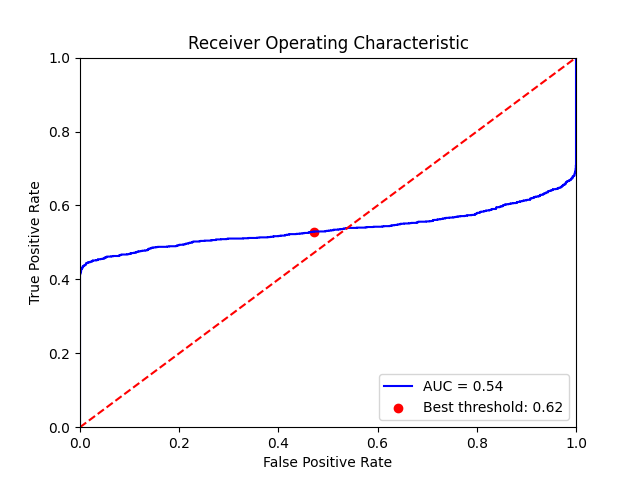 Receiver Operating Characteristic
1.0
0.8
0.6
0.4
0.2
0.0
True Positive Rate
0.0 0.2 0.4 0.6 0.8 1.0
False Positive Rate
AUC = 0.54
Best threshold: 0.62